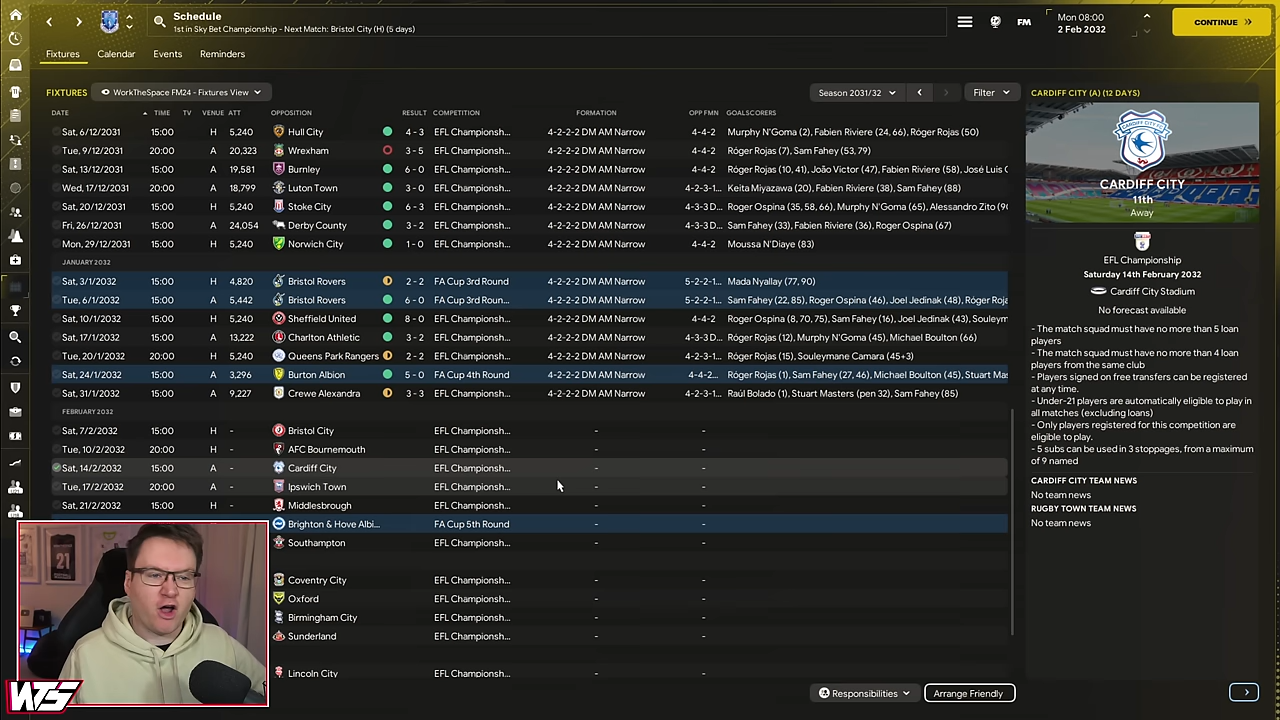 Schedule
1st in Sky Bet Championship - Next Match: Bristol City (H) (5 days)
FM
Mon 08:00
2 Feb 2032
CONTINUE
Fixtures Calendar Events Reminders
FIXTURES WorkTheSpace FM24 - Fixtures View Season 2031/32 Filter
DATE TIME TV VENUE ATT OPPOSITION RESULT COMPETITION FORMATION OPP FMN GOALSCORERS
Sat, 6/12/2031 15:00 H 5,240 Hull City EFL Championsh... 4-2-2-2 DM AM Narrow 4-4-2 Murphy N'Goma (2), Fabien Riviere (24, 66), Róger Rojas (50)
Tue, 9/12/2031 20:00 A 20,323 Wrexham 3 - 5 EFL Championsh... 4-2-2-2 DM AM Narrow 4-4-2 Róger Rojas (7), Sam Fahey (53, 79)
Sat, 13/12/2031 15:00 A 19,581 Burnley 6 - 0 EFL Championsh... 4-2-2-2 DM AM Narrow 4-4-2 Róger Rojas (10, 41), João Victor (47), Fabien Riviere (58), José Luis
Wed, 17/12/2031 20:00 A 18,799 Luton Town 3 - 0 EFL Championsh... 4-2-2-2 DM AM Narrow 4-2-3-1... Keita Miyazawa (20), Fabien Riviere (38), Sam Fahey (88)
Sat, 20/12/2031 15:00 H 5,240 Stoke City 6 - 3 EFL Championsh... 4-2-2-2 DM AM Narrow 4-3-3 D... Roger Ospina (35, 58, 66), Murphy N'Goma (65), Alessandro Zito
Fri, 26/12/2031 15:00 A 24,054 Derby County 3 - 2 EFL Championsh... 4-2-2-2 DM AM Narrow 4-3-3 D... Sam Fahey (33), Fabien Riviere (36), Roger Ospina (67)
Mon, 29/12/2031 15:00 H 5,240 Norwich City 1 - 0 EFL Championsh... 4-2-2-2 DM AM Narrow 4-4-2 Moussa N'Diaye (83)
JANUARY 2032
Sat, 3/1/2032 15:00 H 4,820 Bristol Rovers 2 - 2 FA Cup 3rd Round 4-2-2-2 DM AM Narrow 5-2-2-1... Mada Nyallay (77, 90)
Tue, 6/1/2032 15:00 A 5,442 Bristol Rovers 6 - 0 FA Cup 3rd Roun... 4-2-2-2 DM AM Narrow 5-2-2-1... Sam Fahey (22, 85), Roger Ospina (46), Joel Jedinak (48), Róger Roja
Sat, 10/1/2032 15:00 H 5,240 Sheffield United 8 - 0 EFL Championsh... 4-2-2-2 DM AM Narrow 4-4-2 Roger Ospina (8, 70, 75), Sam Fahey (16), Joel Jedinak (43), Souleym
Sat, 17/1/2032 15:00 A 13,222 Charlton Athletic 3 - 2 EFL Championsh... 4-2-2-2 DM AM Narrow 4-3-3 D... Róger Rojas (12), Murphy N'Goma (45), Michael Boulton (66)
Tue, 20/1/2032 20:00 H 5,240 Queens Park Rangers 2 - 2 EFL Championsh... 4-2-2-2 DM AM Narrow 4-2-3-1... Róger Rojas (15), Souleymane Camara (45+3)
Sat, 24/1/2032 15:00 A 3,296 Burton Albion 5 - 0 FA Cup 4th Round 4-2-2-2 DM AM Narrow 4-4-2... Róger Rojas (1), Sam Fahey (27, 46), Michael Boulton (45), Stuart Mas
Sat, 31/1/2032 15:00 A 9,227 Crewe Alexandra 3 - 3 EFL Championsh... 4-2-2-2 DM AM Narrow 4-2-3-1... Raúl Bolado (1), Stuart Masters (pen 32), Sam Fahey (85)
FEBRUARY 2032
Sat, 7/2/2032 15:00 H - Bristol City EFL Championsh... - -
Tue, 10/2/2032 20:00 H - AFC Bournemouth EFL Championsh... - -
Sat, 14/2/2032 15:00 A - Cardiff City EFL Championsh... - -
Tue, 17/2/2032 20:00 A - Ipswich Town EFL Championsh... - -
Sat, 21/2/2032 15:00 H - Middlesbrough EFL Championsh... - -
Brighton & Hove Albi... FA Cup 5th Round - -
Southampton EFL Championsh... - -
Coventry City EFL Championsh... - -
Oxford EFL Championsh... - -
Birmingham City EFL Championsh... - -
Sunderland EFL Championsh... - -
Lincoln City EFL Championsh... - -
Responsibilities Arrange Friendly
CARDIFF CITY (A) (12 DAYS)
CARDIFF CITY
CARDIFF CITY
11th
Away
EFL Championship
Saturday 14th February 2032
Cardiff City Stadium
No forecast available
- The match squad must have no more than 5 loan
players
- The match squad must have no more than 4 loan
players from the same club
- Players signed on free transfers can be registered
at any time.
- Under-21 players are automatically eligible to play in
all matches (excluding loans)
- Only players registered for this competition are
eligible to play.
- 5 subs can be used in 3 stoppages, from a maximum
of 9 named
CARDIFF CITY TEAM NEWS
No team news
RUGBY TOWN TEAM NEWS
No team news
21
WTS